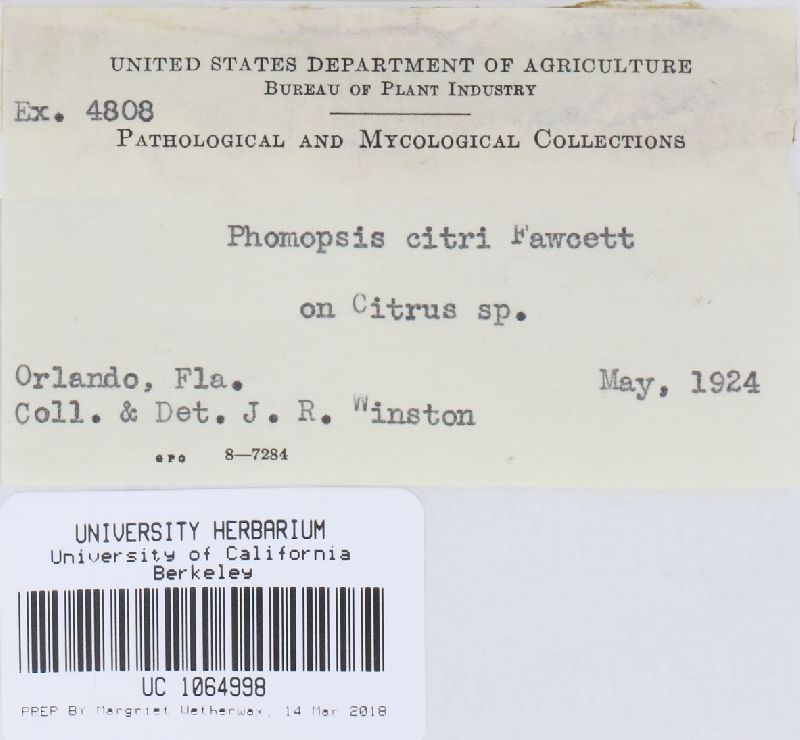 UNITED STATES DEPARTMENT OF AGRICULTURE
BUREAU OF PLANT INDUSTRY
Ex. 4808
PATHOLOGICAL AND MYCOLOGICAL COLLECTIONS
Phomopsis citri Fawcett
on Citrus sp.
Orlando, Fla. May, 1924
Coll. & Det. J. R. Winston
GPO 8—7284
UNIVERSITY HERBARIUM
University of California
Berkeley
UC 1064998
PREP BY Margriet Wetherwax, 14 Mar 2018